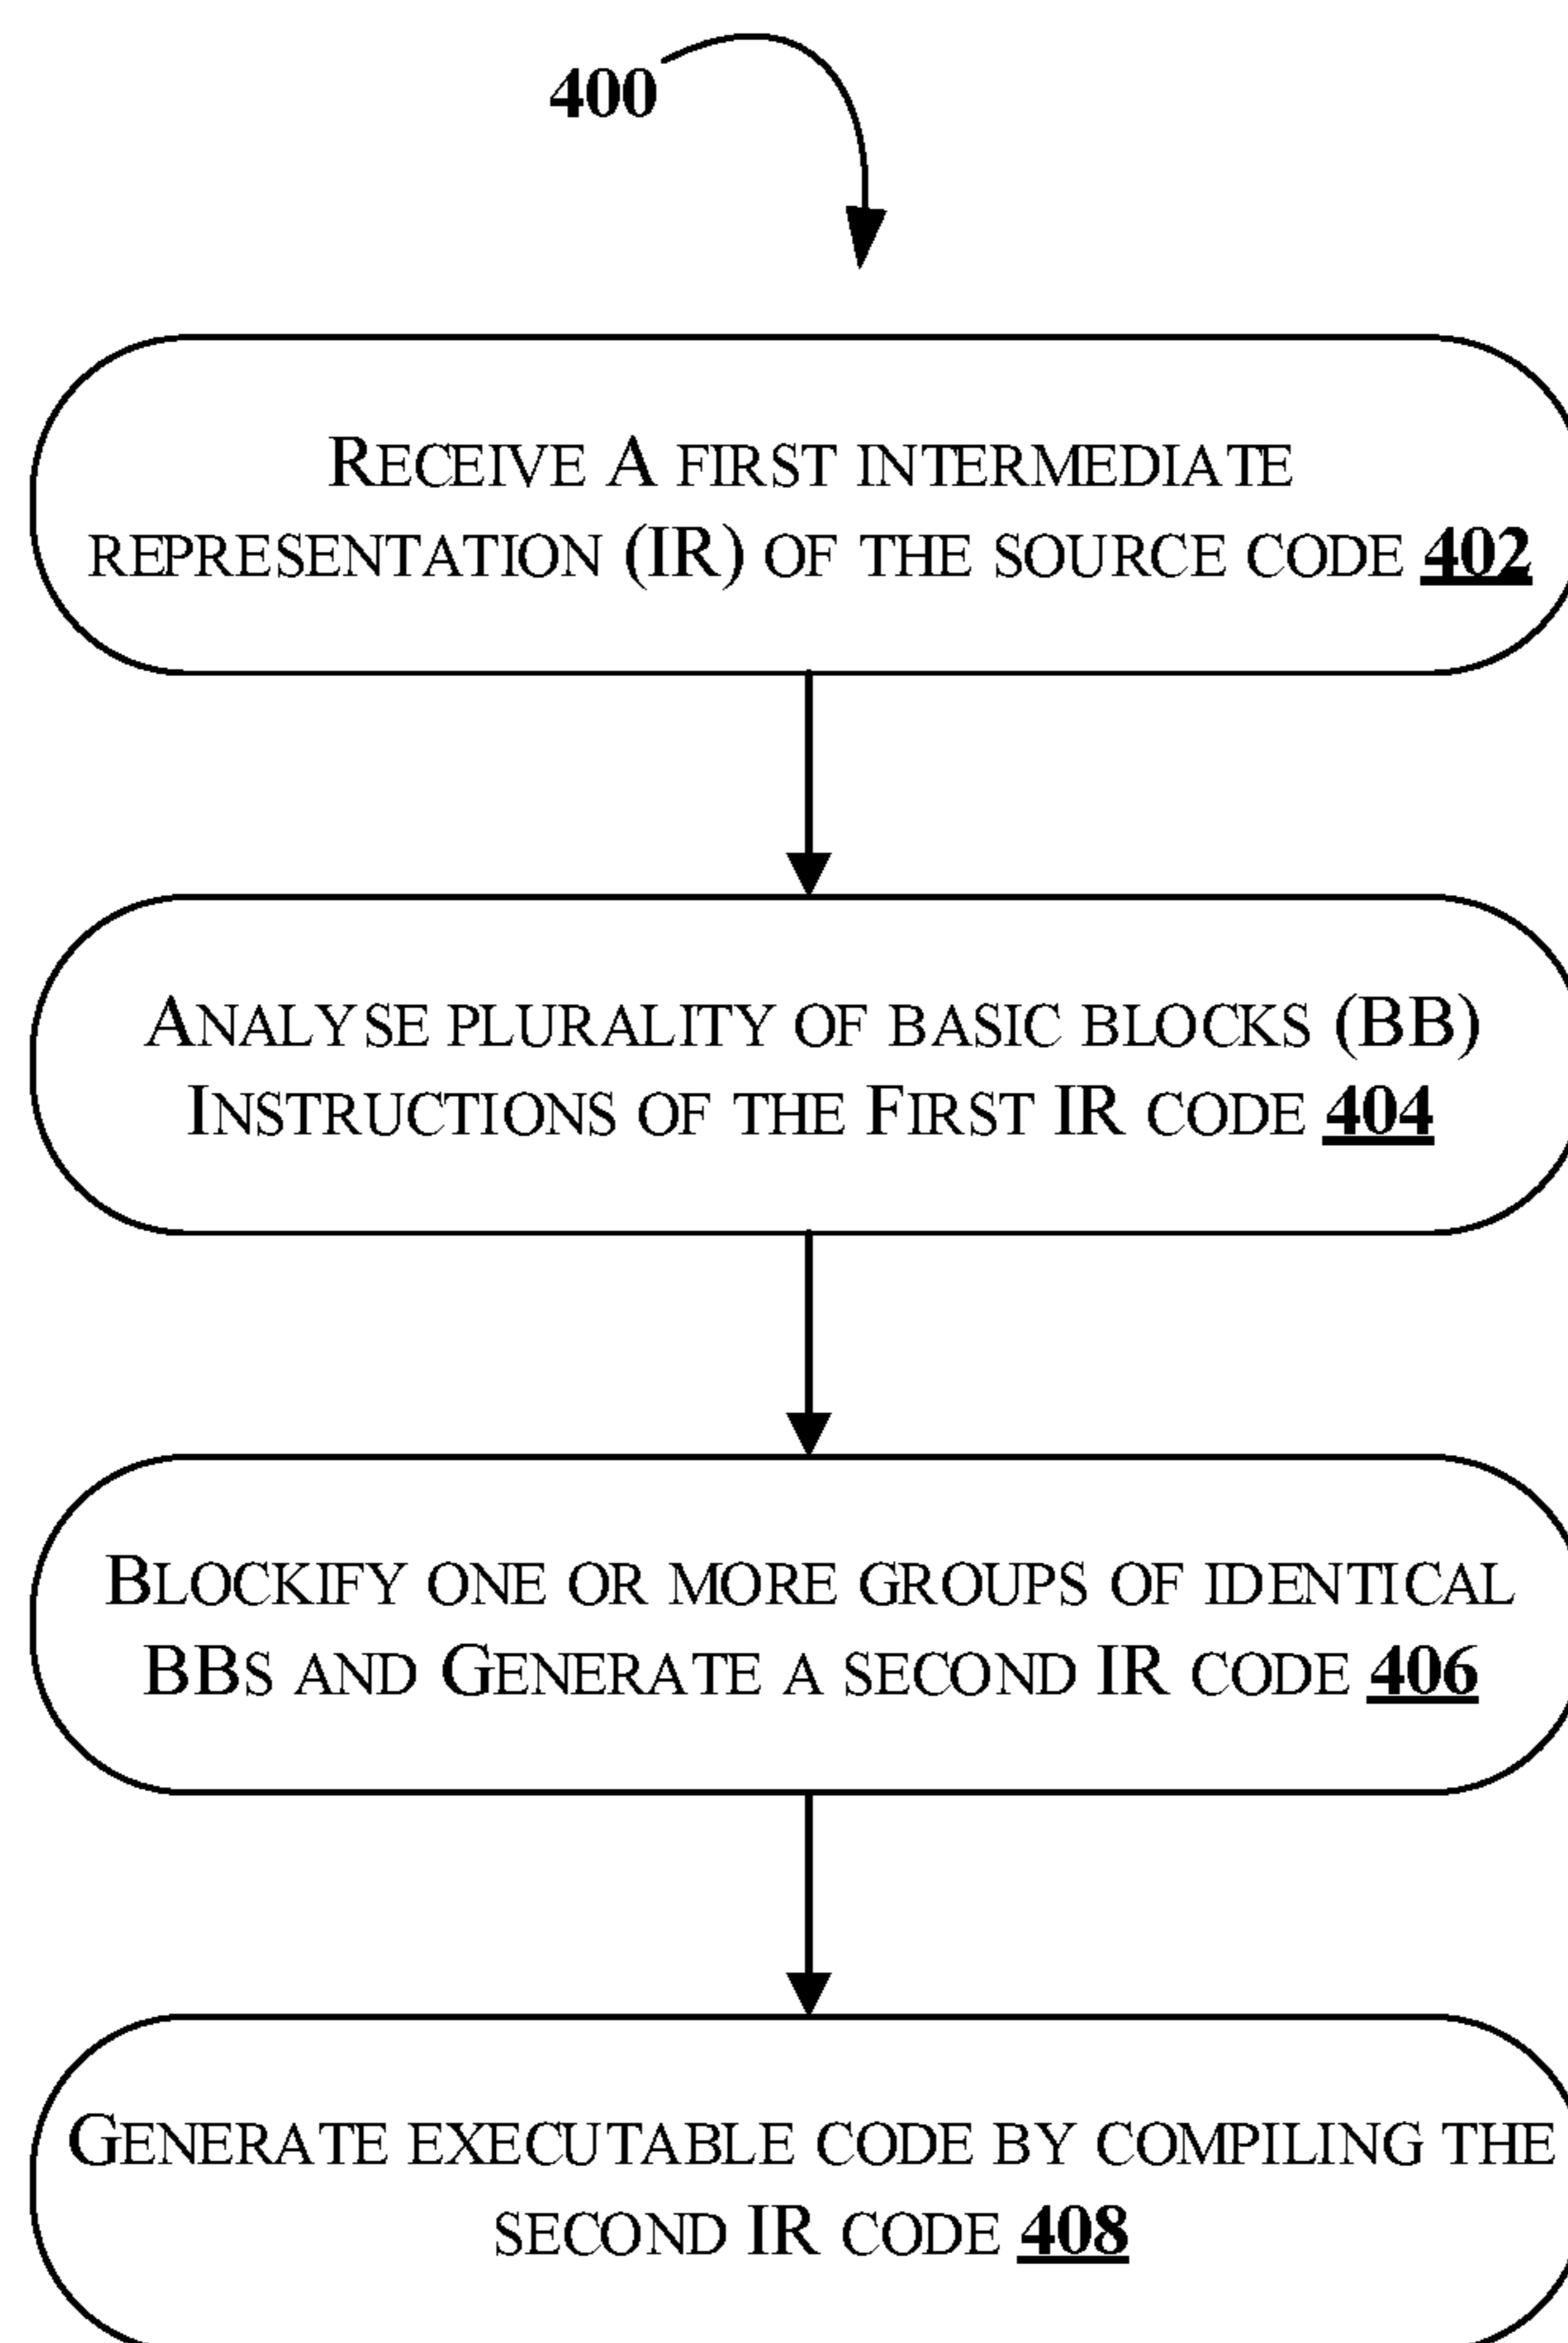 400
RECEIVE A FIRST INTERMEDIATE
REPRESENTATION (IR) OF THE SOURCE CODE 402
ANALYSE PLURALITY OF BASIC BLOCKS (BB)
INSTRUCTIONS OF THE FIRST IR CODE 404
BLOCKIFY ONE OR MORE GROUPS OF IDENTICAL
BBS AND GENERATE A SECOND IR CODE 406
GENERATE EXECUTABLE CODE BY COMPILING THE
SECOND IR CODE 408